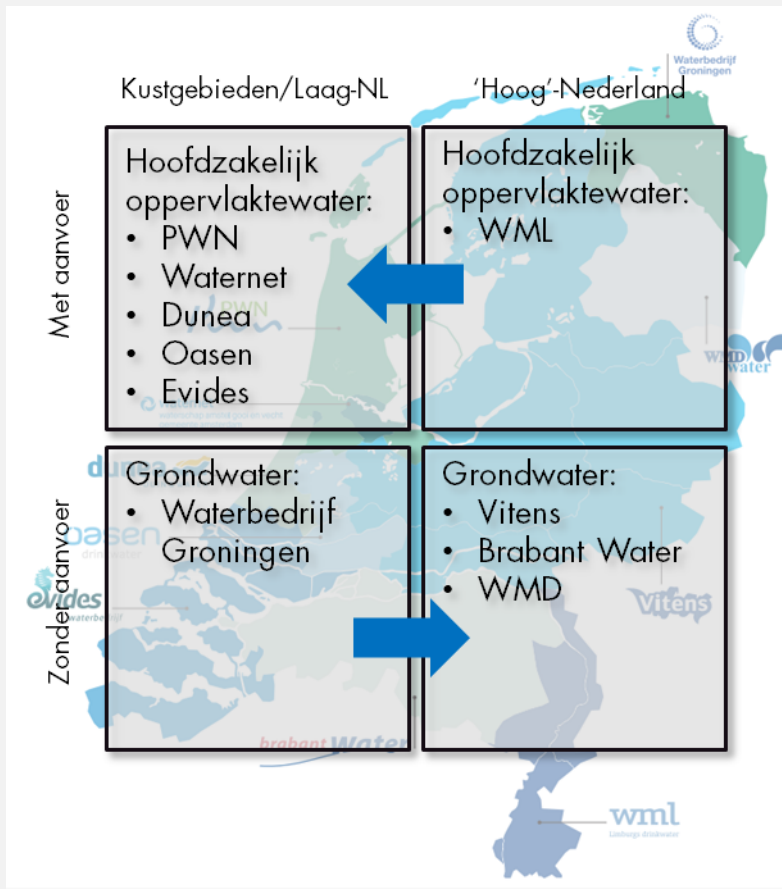 Waterbedrijf
Groningen
Kustgebieden/Laag-NL
'Hoog'-Nederland
Met aanvoer
Hoofdzakelijk
oppervlaktewater:
• PWN
• Waternet
• Dunea
• Oasen
• Evides
Hoofdzakelijk
oppervlaktewater:
• WML
PWN
WMD
water
waternet
dunea
Zonder aanvoer
Grondwater:
• Waterbedrijf
Groningen
Grondwater:
• Vitens
• Brabant Water
• WMD
oasen
drinkwater
evides
waterbedrijf
Vitens
brabant Water
wml
Limburgs drinkwater